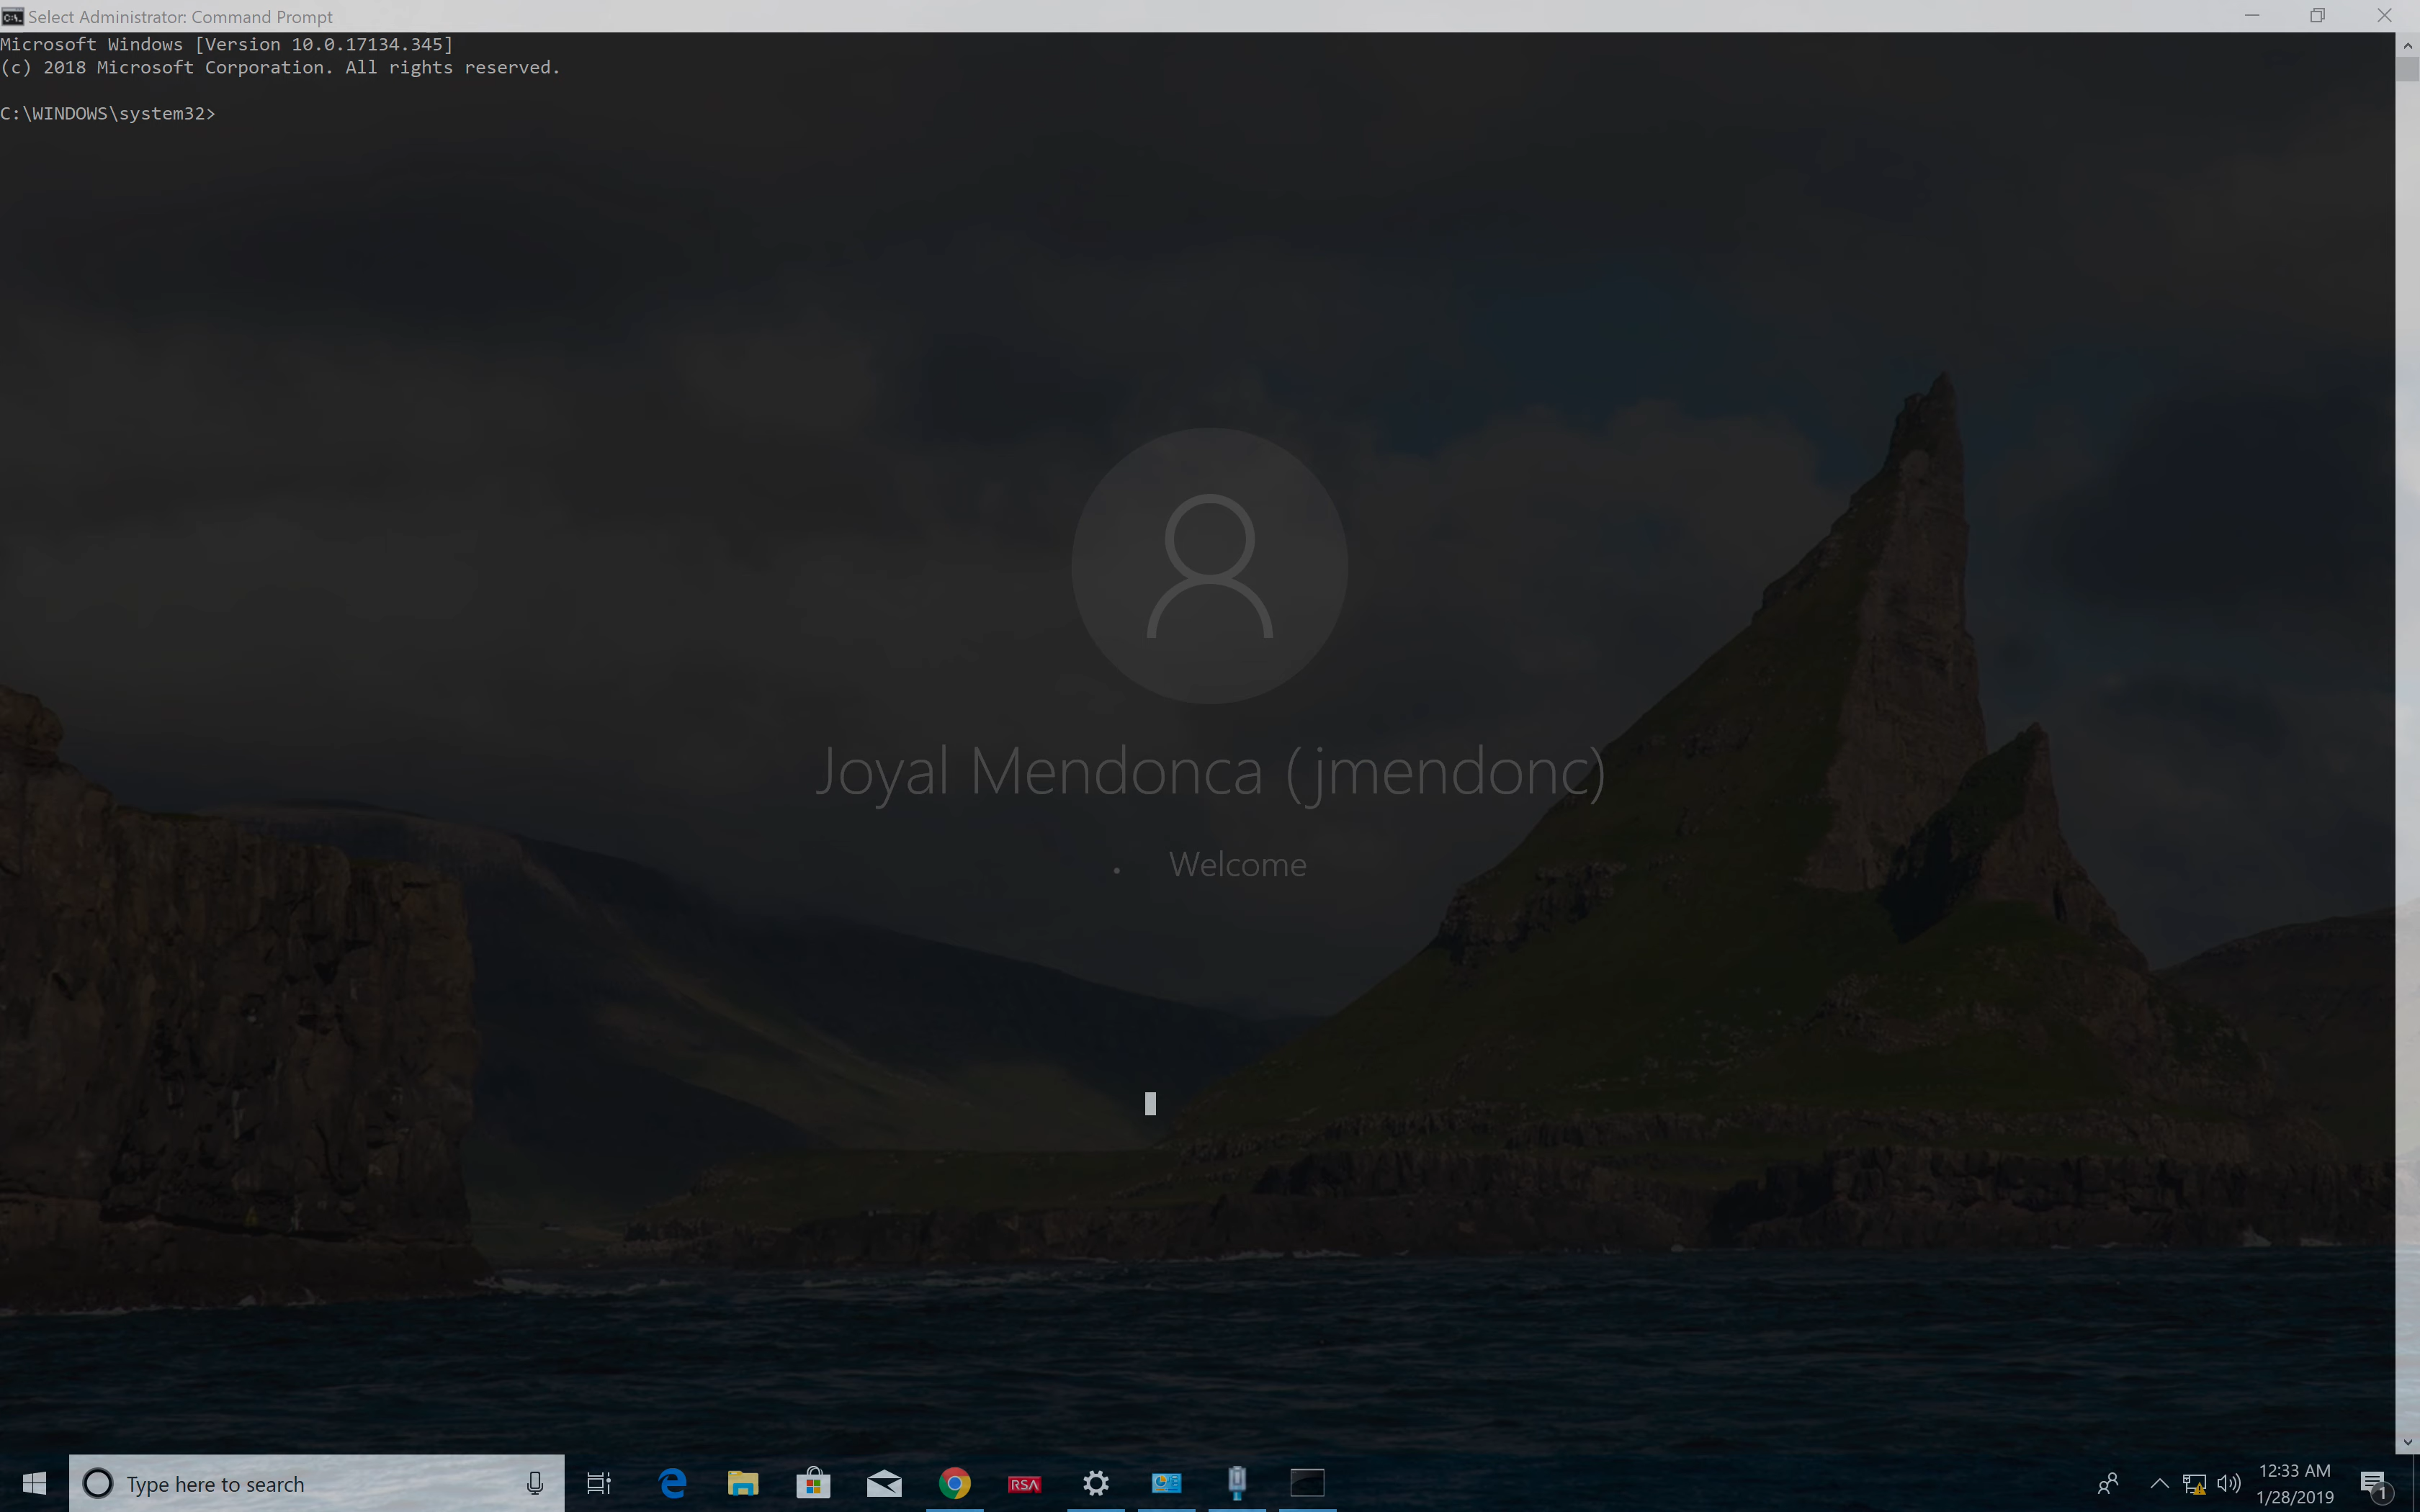 Select Administrator: Command Prompt
Microsoft Windows [Version 10.0.17134.345]
(c) 2018 Microsoft Corporation. All rights reserved.
C:\WINDOWS\system32>
Joyal Mendonca (jmendonc)
Welcome
Type here to search
RSA
12:33 AM
1/28/2019
1